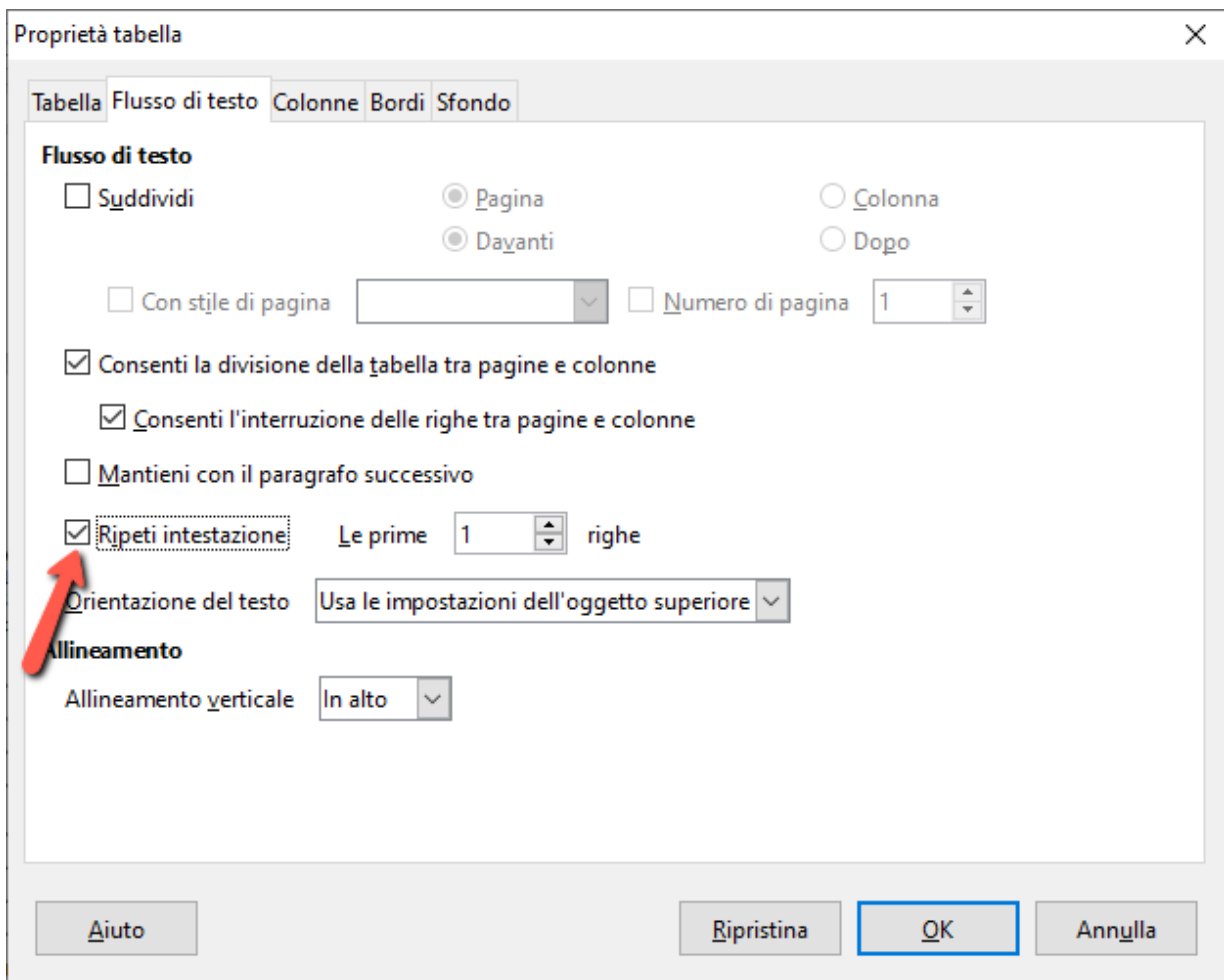 Proprietà tabella
Tabella Flusso di testo Colonne Bordi Sfondo
Flusso di testo
Suddividi Pagina Colonna
Davanti Dopo
Con stile di pagina Numero di pagina 1
Consenti la divisione della tabella tra pagine e colonne
Consenti l'interruzione delle righe tra pagine e colonne
Mantieni con il paragrafo successivo
Ripeti intestazione Le prime 1 righe
Orientazione del testo Usa le impostazioni dell'oggetto superiore
Allineamento
Allineamento verticale In alto
Aiuto Ripristina OK Annulla